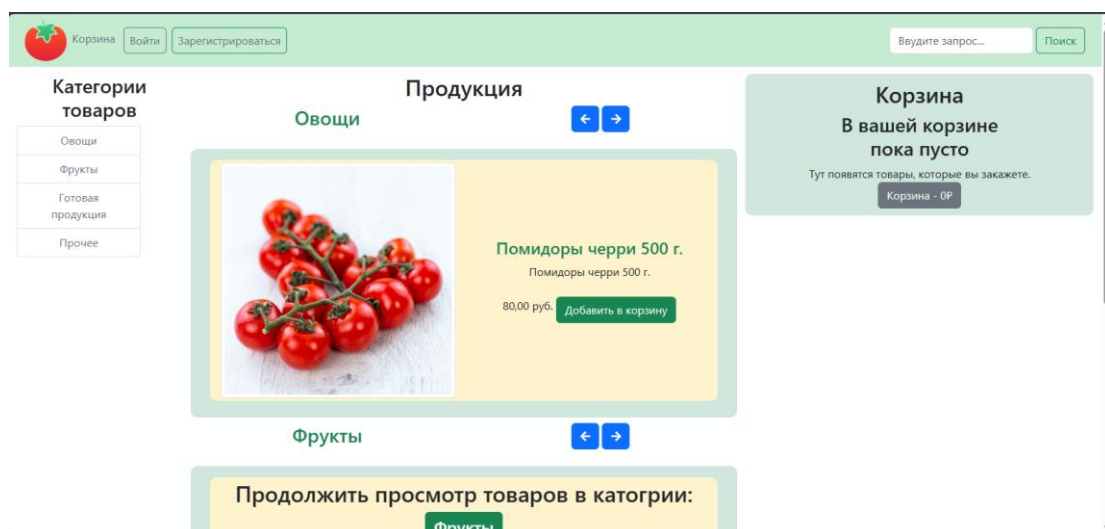 Корзина Войти Зарегистрироваться Ввудите запрос... Поиск
Категории
товаров
Овощи
Фрукты
Готовая
продукция
Прочее
Продукция
Овощи
Помидоры черри 500 г.
Помидоры черри 500 г.
80,00 руб. Добавить в корзину
Фрукты
Продолжить просмотр товаров в катогрии:
Фрукты
Корзина
В вашей корзине
пока пусто
Тут появятся товары, которые вы закажете.
Корзина - 0₽